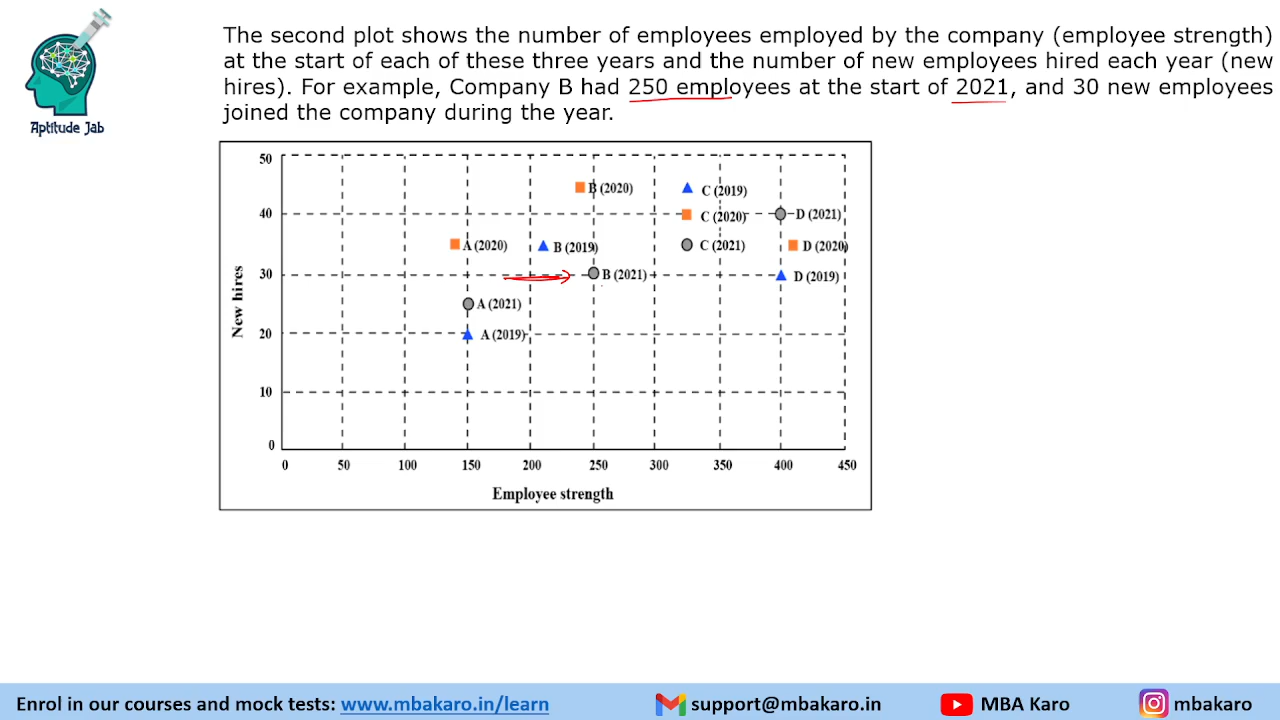 The second plot shows the number of employees employed by the company (employee strength)
at the start of each of these three years and the number of new employees hired each year (new
hires). For example, Company B had 250 employees at the start of 2021, and 30 new employees
joined the company during the year.
Aptitude Jab
50
B (2020)
C (2019)
40
C (2020)
D (2021)
A (2020)
B (2019)
C (2021)
D (2020)
30
B (2021)
D (2019)
New hires
A (2021)
20
A (2019)
10
0
0 50 100 150 200 250 300 350 400 450
Employee strength
Enrol in our courses and mock tests: www.mbakaro.in/learn
support@mbakaro.in
MBA Karo
mbakaro